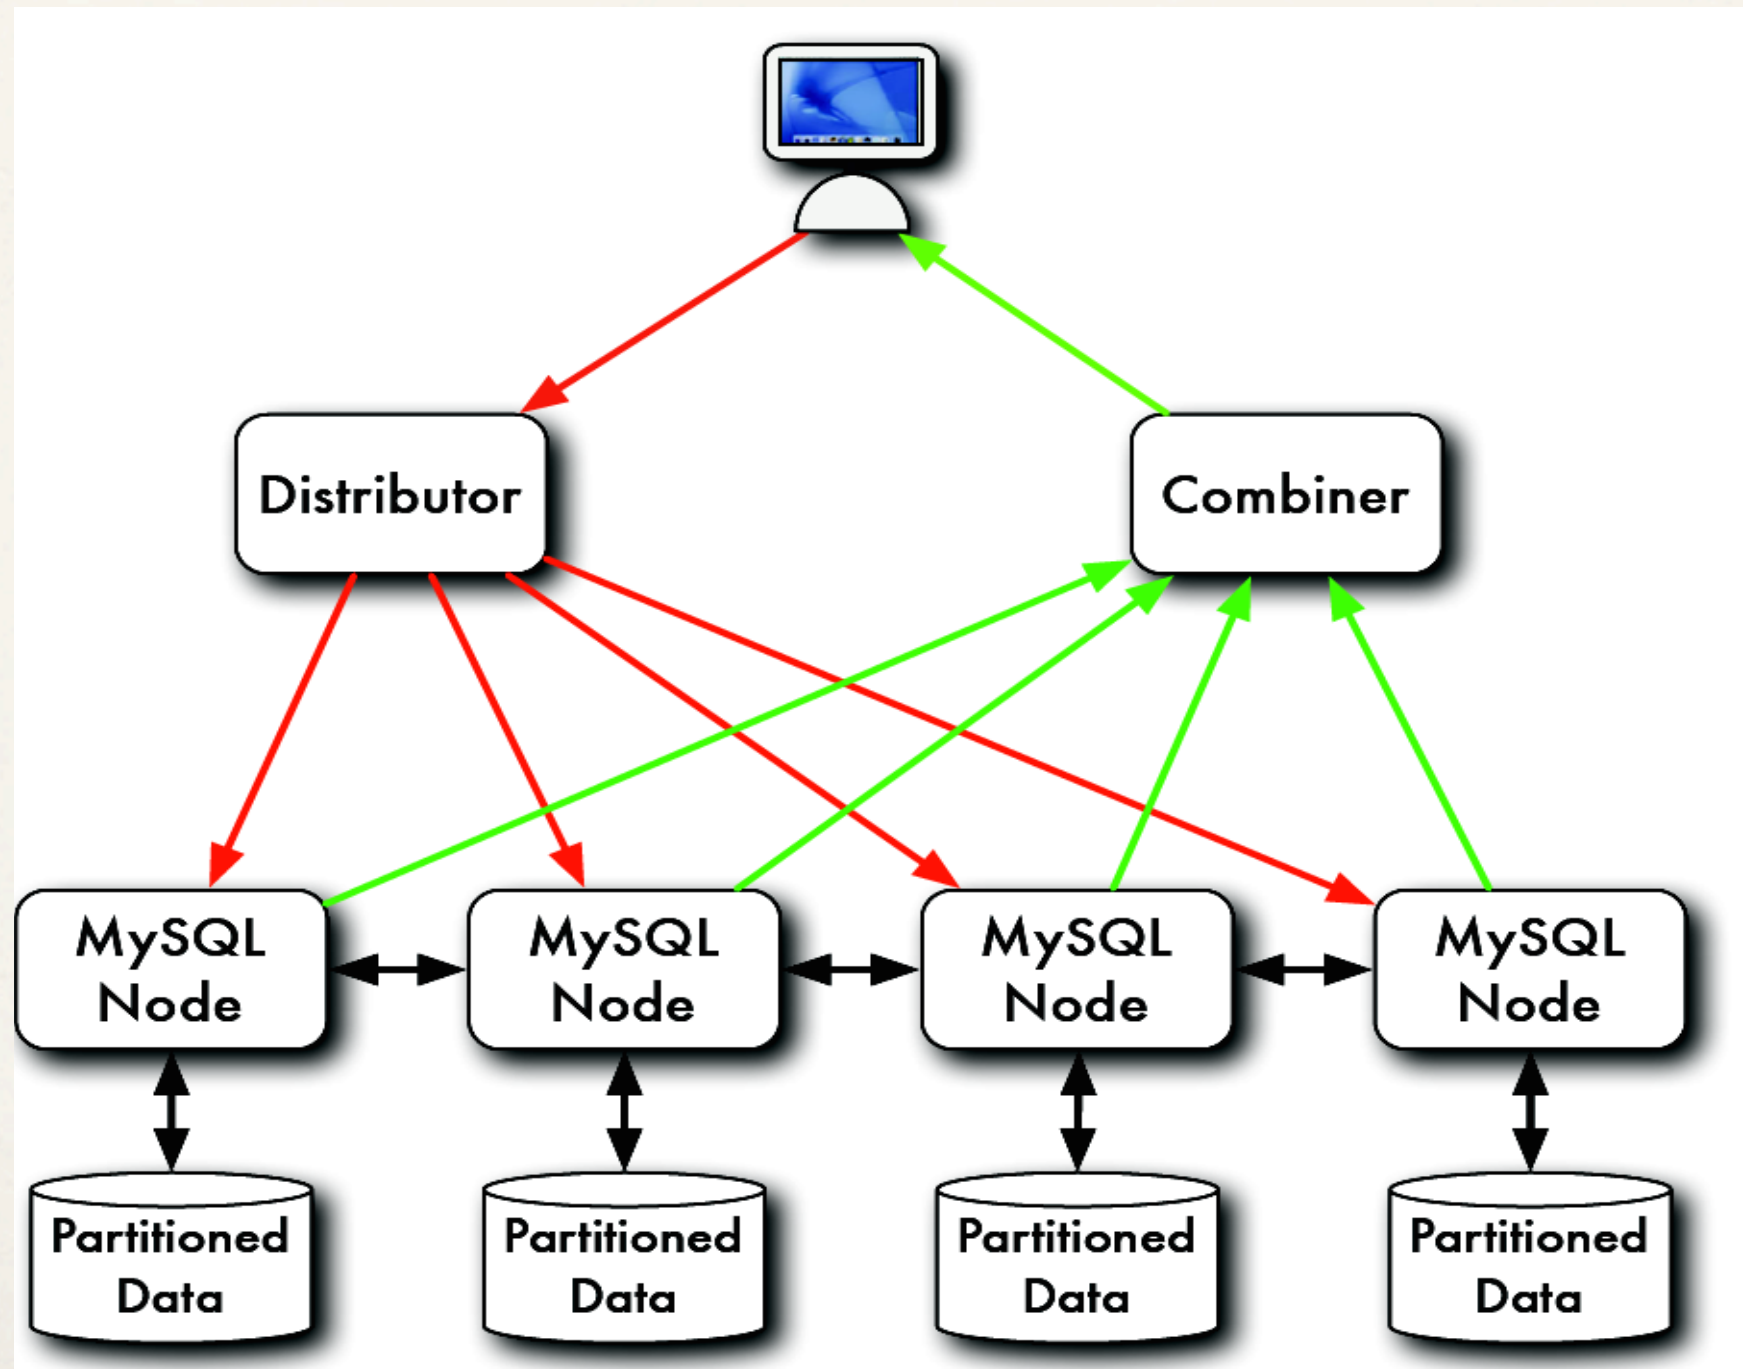 Distributor
Combiner
MySQL
Node
MySQL
Node
MySQL
Node
MySQL
Node
Partitioned
Data
Partitioned
Data
Partitioned
Data
Partitioned
Data